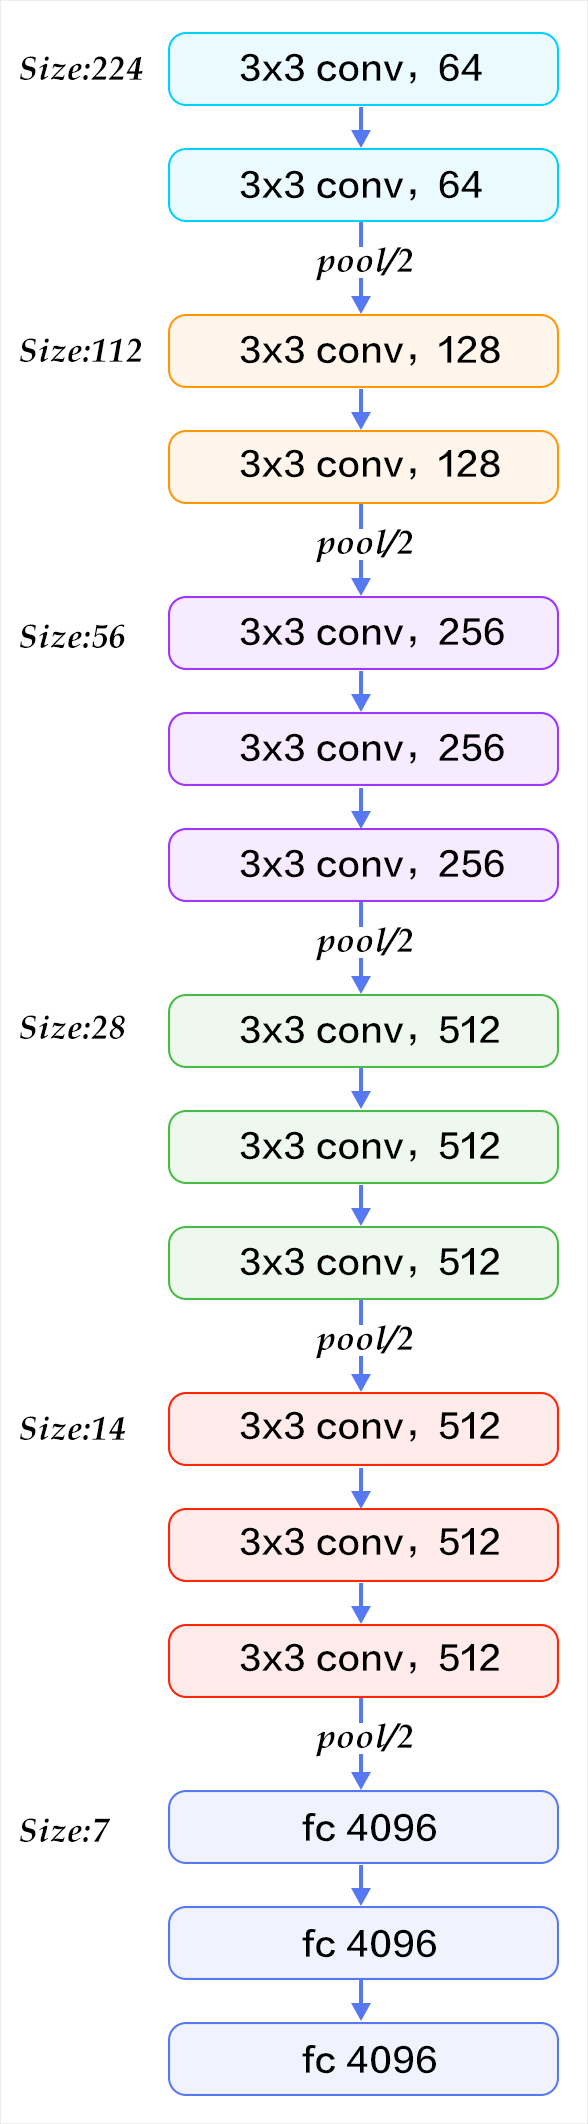 Size:224
3x3 conv，64
3x3 conv，64
pool/2
Size:112
3x3 conv，128
3x3 conv，128
pool/2
Size:56
3x3 conv，256
3x3 conv，256
3x3 conv，256
pool/2
Size:28
3x3 conv，512
3x3 conv，512
3x3 conv，512
pool/2
Size:14
3x3 conv，512
3x3 conv，512
3x3 conv，512
pool/2
Size:7
fc 4096
fc 4096
fc 4096